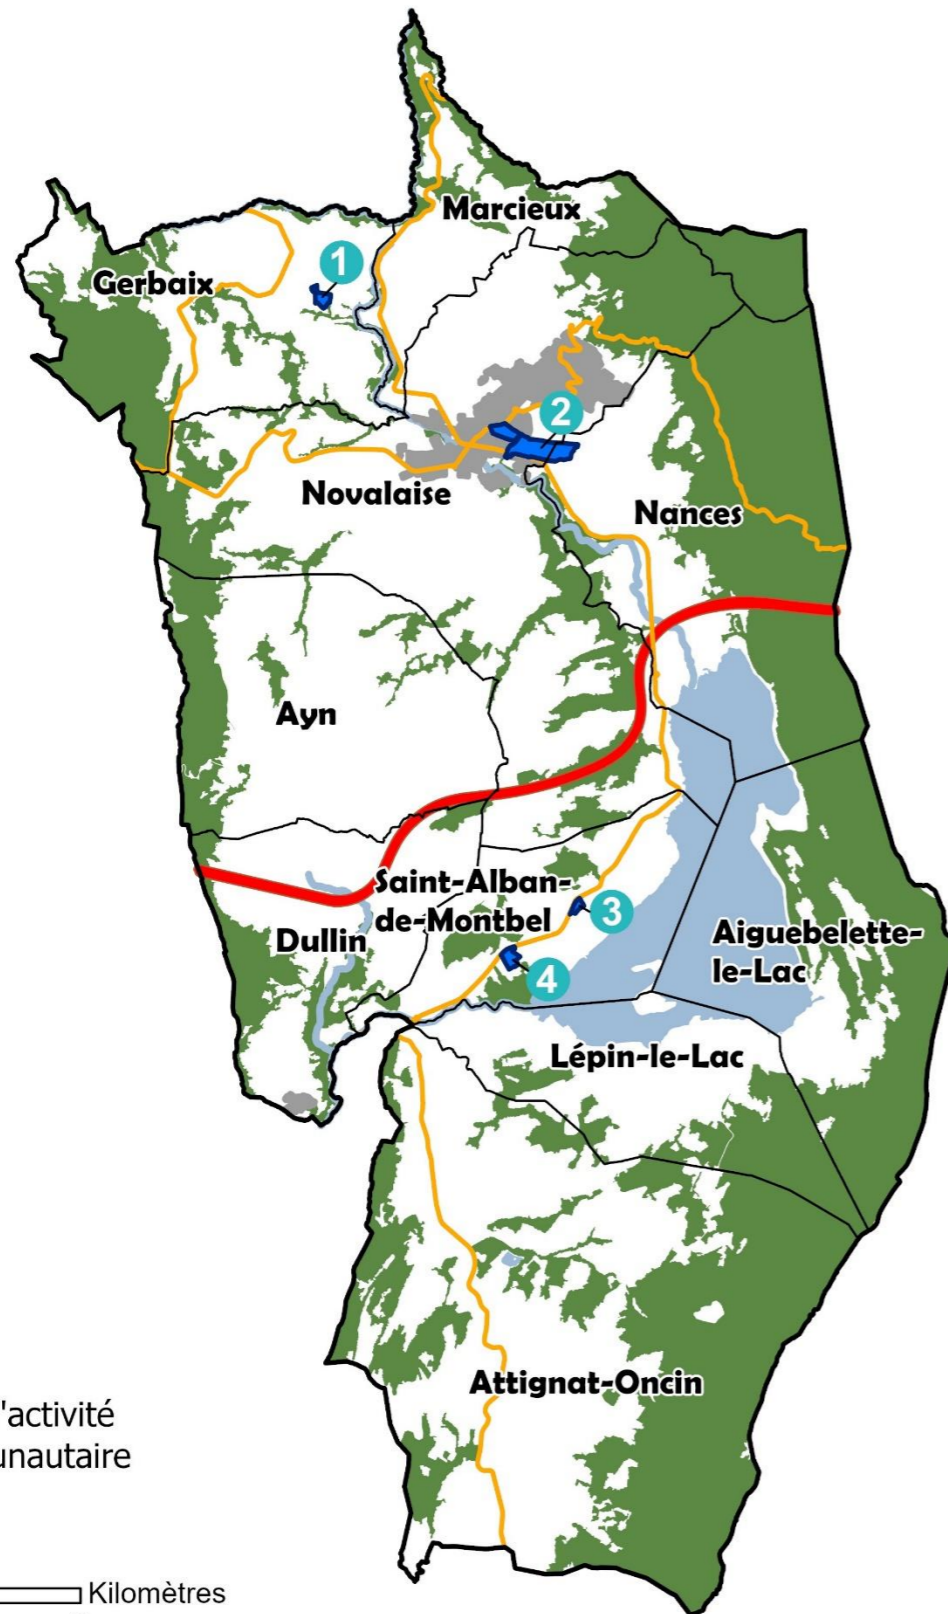 Marcieux
1
Gerbaix
2
Novalaise
Nances
Ayn
Saint-Alban-
de-Montbel
3
Dullin
Aiguebelette-
le-Lac
4
Lépin-le-Lac
Attignat-Oncin
'activité
unautaire
Kilomètres